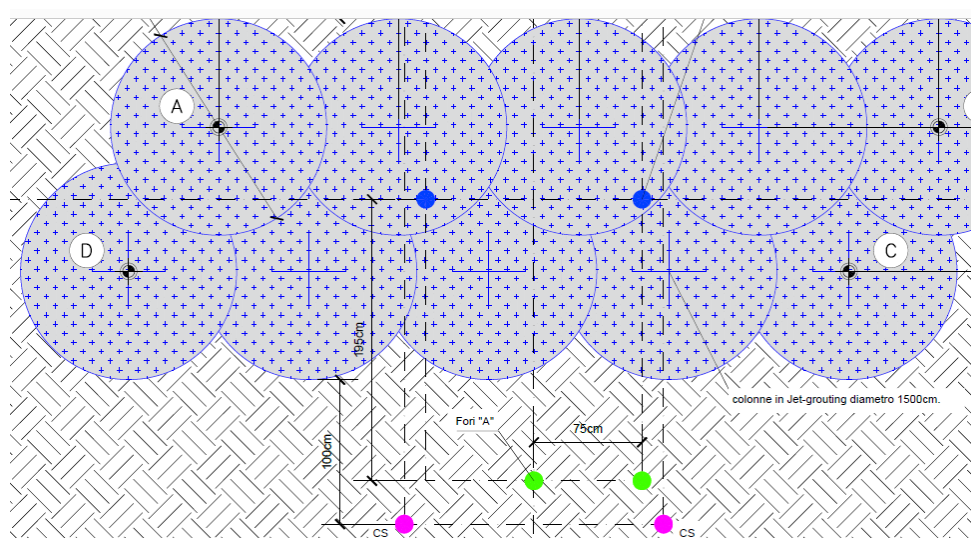 A
D
C
195cm
colonne in Jet-grouting diametro 1500cm.
Fori "A"
75cm
100cm
CS
CS